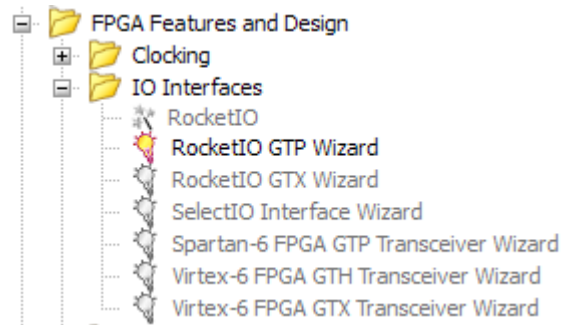 FPGA Features and Design
Clocking
IO Interfaces
RocketIO
RocketIO GTP Wizard
RocketIO GTX Wizard
SelectIO Interface Wizard
Spartan-6 FPGA GTP Transceiver Wizard
Virtex-6 FPGA GTH Transceiver Wizard
Virtex-6 FPGA GTX Transceiver Wizard